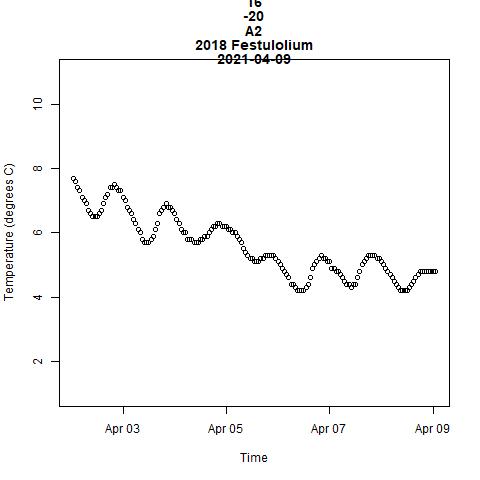 16
-20
A2
2018 Festulolium
2021-04-09
10
8
6
4
2
Temperature (degrees C)
Apr 03
Apr 05
Apr 07
Apr 09
Time